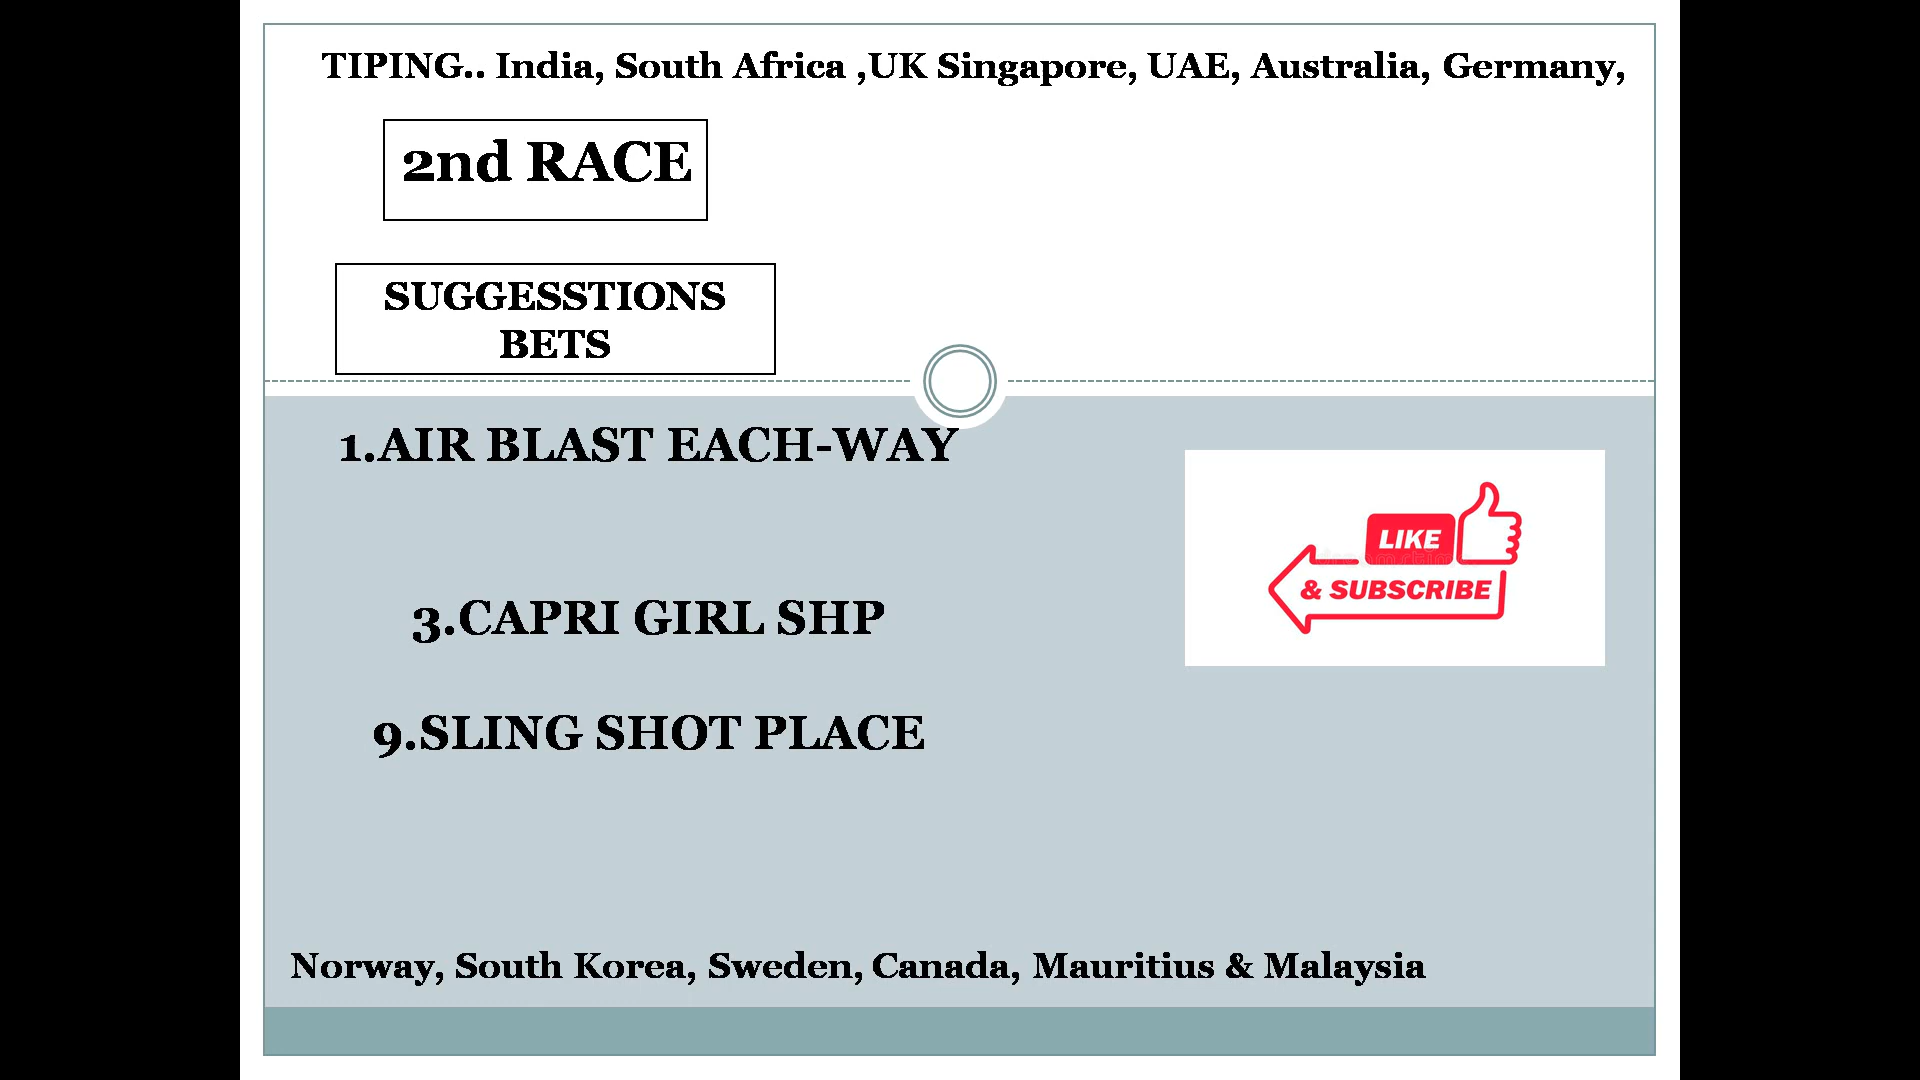 TIPING.. India, South Africa ,UK Singapore, UAE, Australia, Germany,
2nd RACE
SUGGESSTIONS
BETS
1.AIR BLAST EACH-WAY
3.CAPRI GIRL SHP
9.SLING SHOT PLACE
LIKE
& SUBSCRIBE
Norway, South Korea, Sweden, Canada, Mauritius & Malaysia